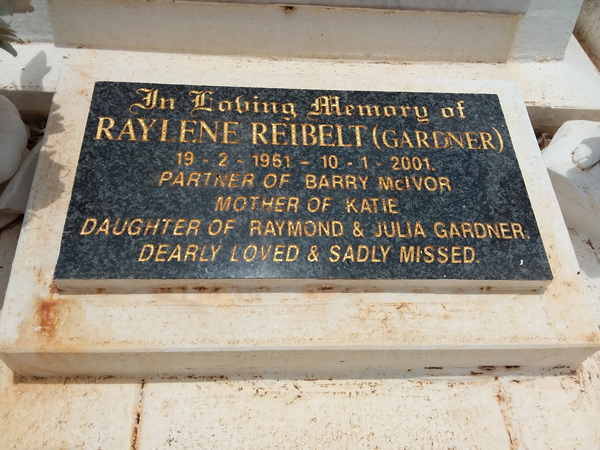 In Loving Memory of
RAYLENE REIBELT (GARDNER)
19 - 2 - 1961 - 10 - 1 - 2001.
PARTNER OF BARRY McIVOR
MOTHER OF KATIE
DAUGHTER OF RAYMOND & JULIA GARDNER.
DEARLY LOVED & SADLY MISSED.